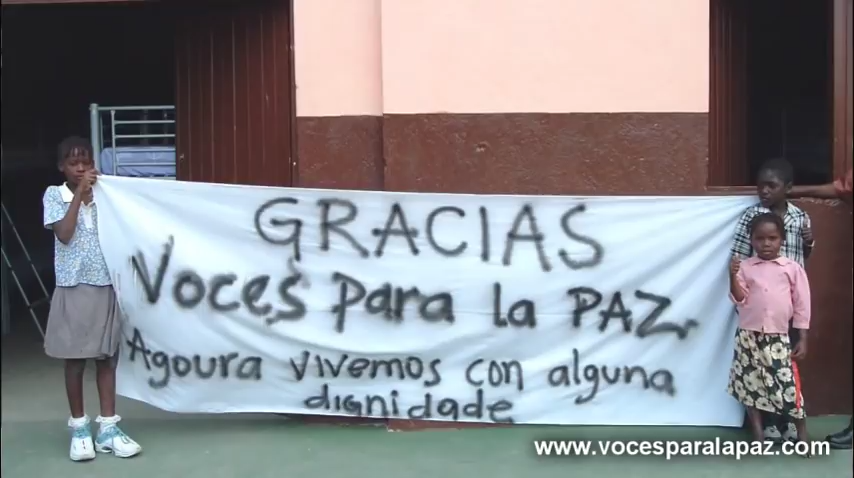 GRACIAS
Voces para la PAZ
Agoura vivemos con alguna
dignidade
www.vocesparalapaz.com